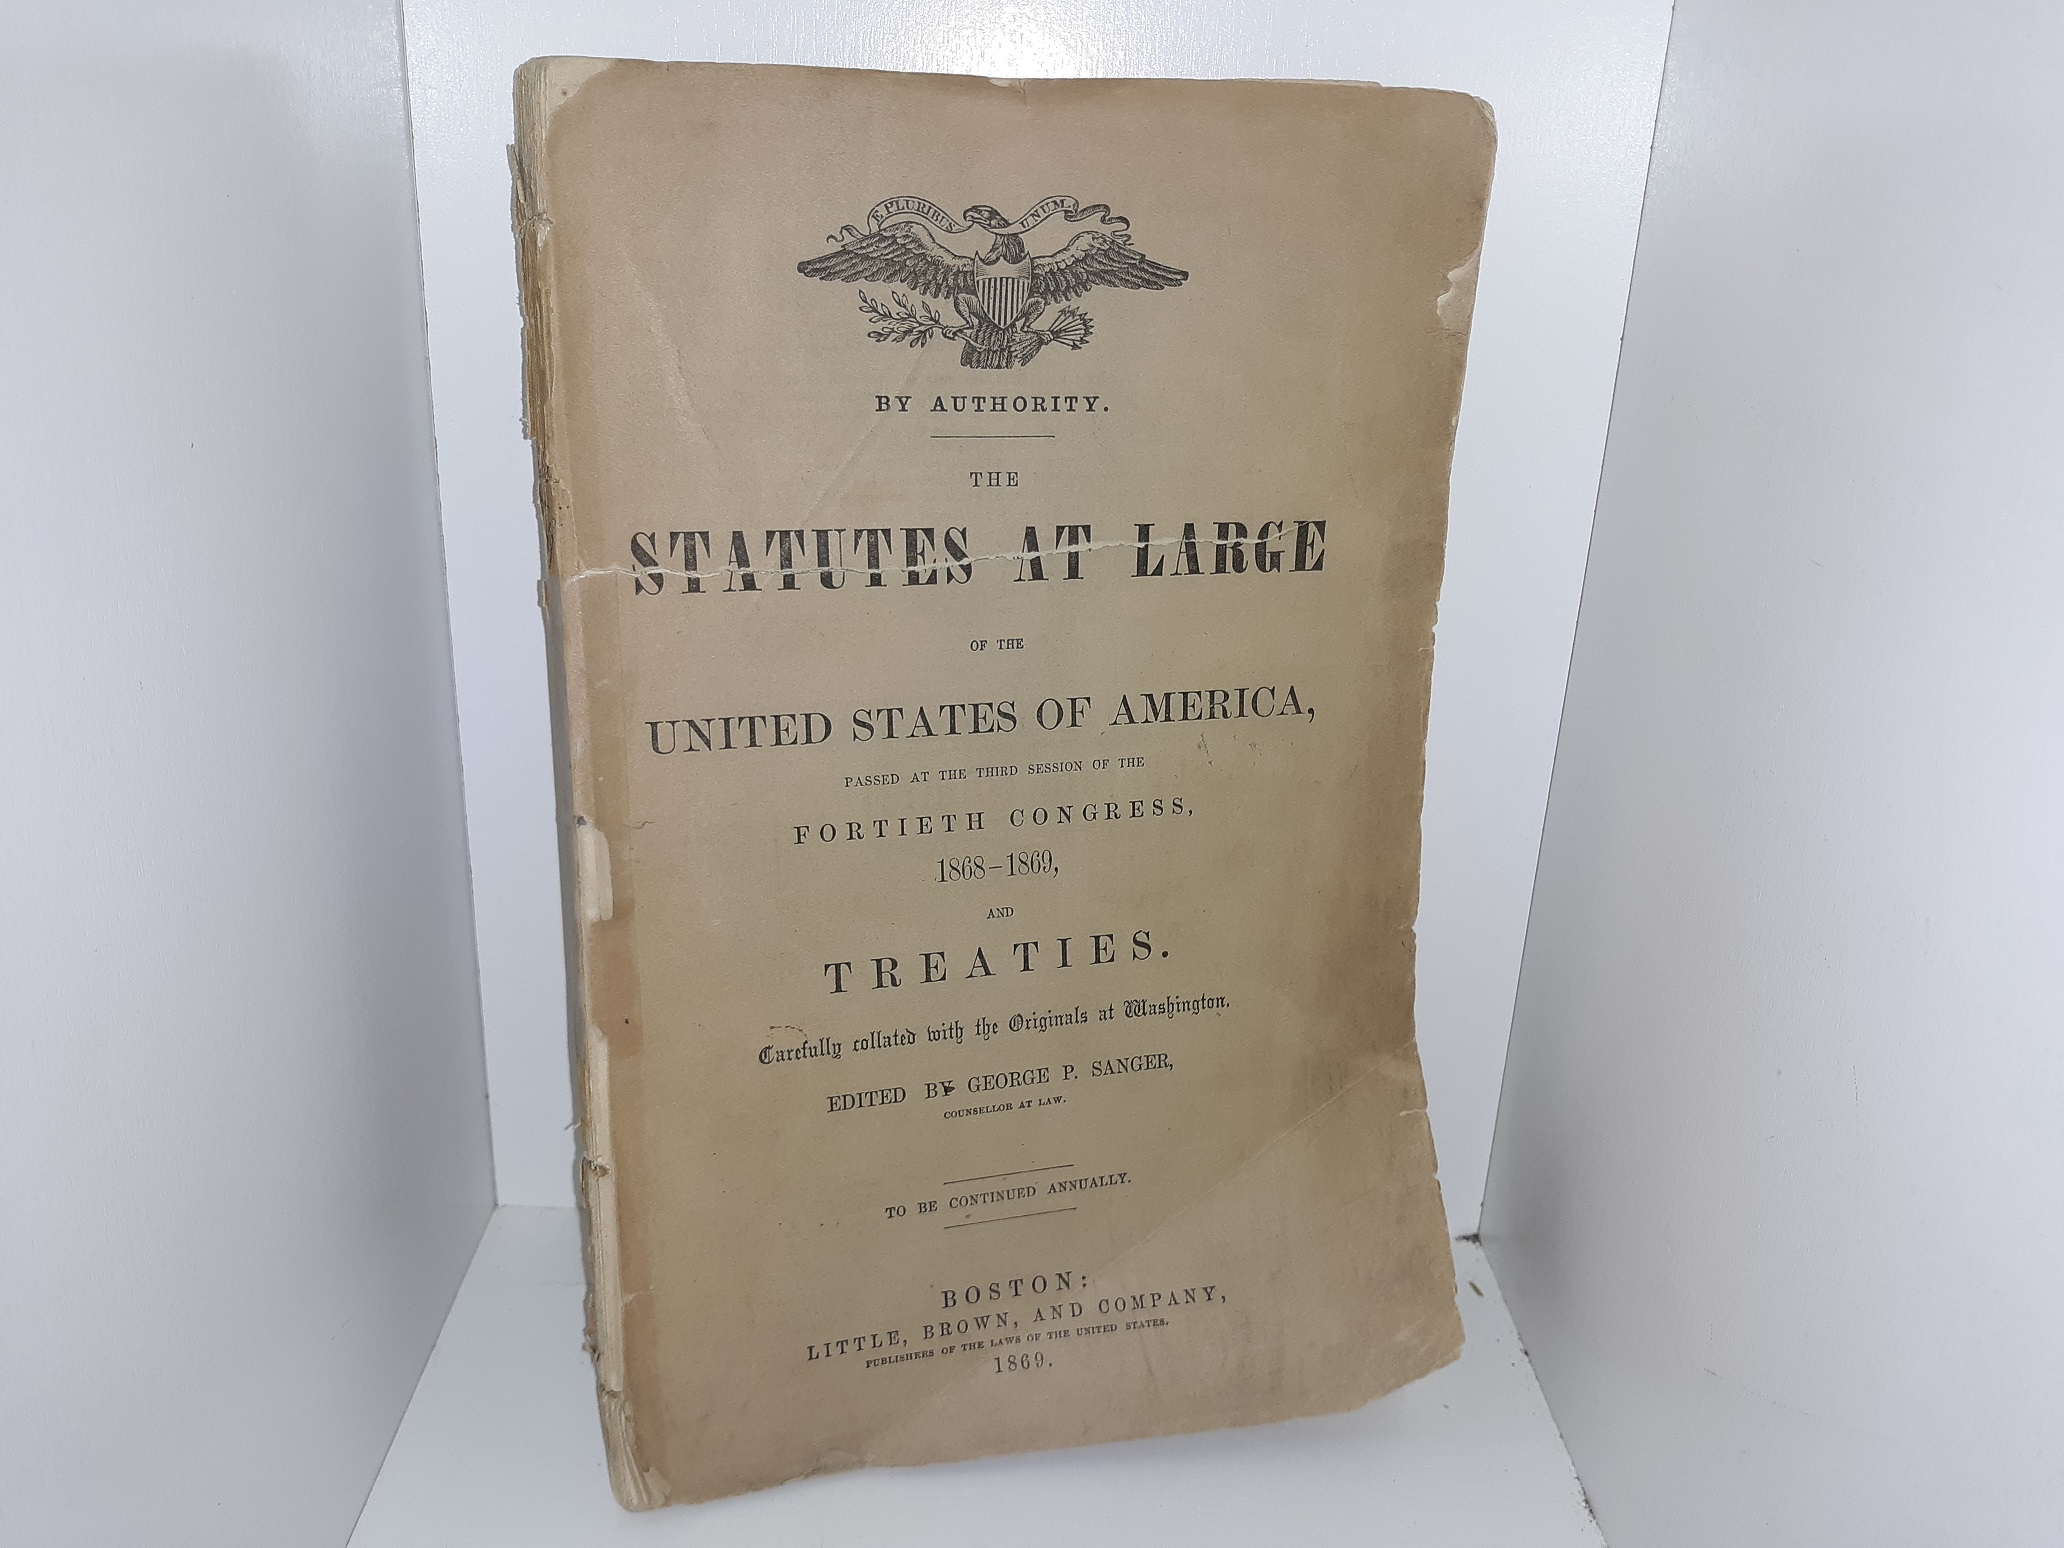 E PLURIBUS UNUM.
BY AUTHORITY.
THE
STATUTES AT LARGE
OF THE
UNITED STATES OF AMERICA,
PASSED AT THE THIRD SESSION OF THE
FORTIETH CONGRESS,
1868–1869,
AND
TREATIES.
Carefully collated with the Originals at Washington.
EDITED BY GEORGE P. SANGER,
COUNSELLOR AT LAW.
TO BE CONTINUED ANNUALLY.
BOSTON:
LITTLE, BROWN, AND COMPANY,
PUBLISHERS OF THE LAWS OF THE UNITED STATES.
1869.